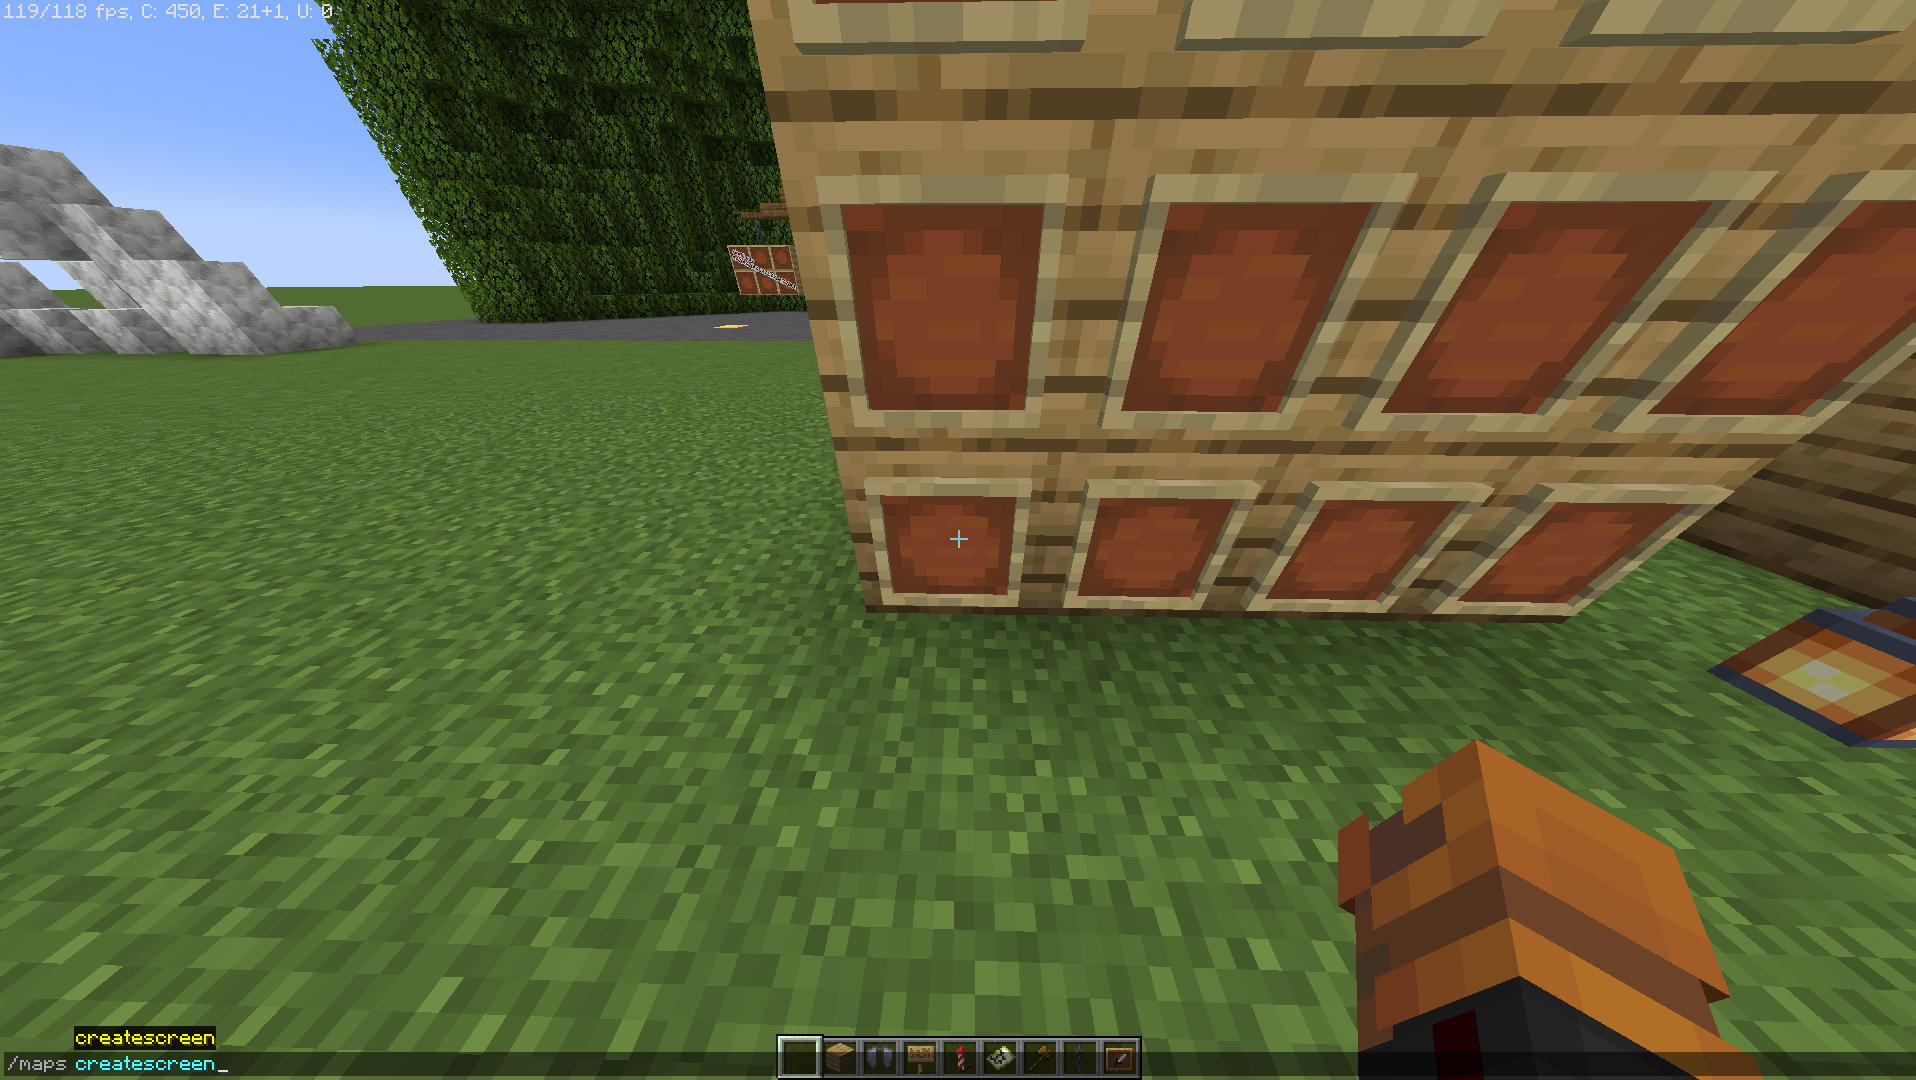 119/118 fps, C: 450, E: 21+1, U: 0
createscreen
/maps createscreen_